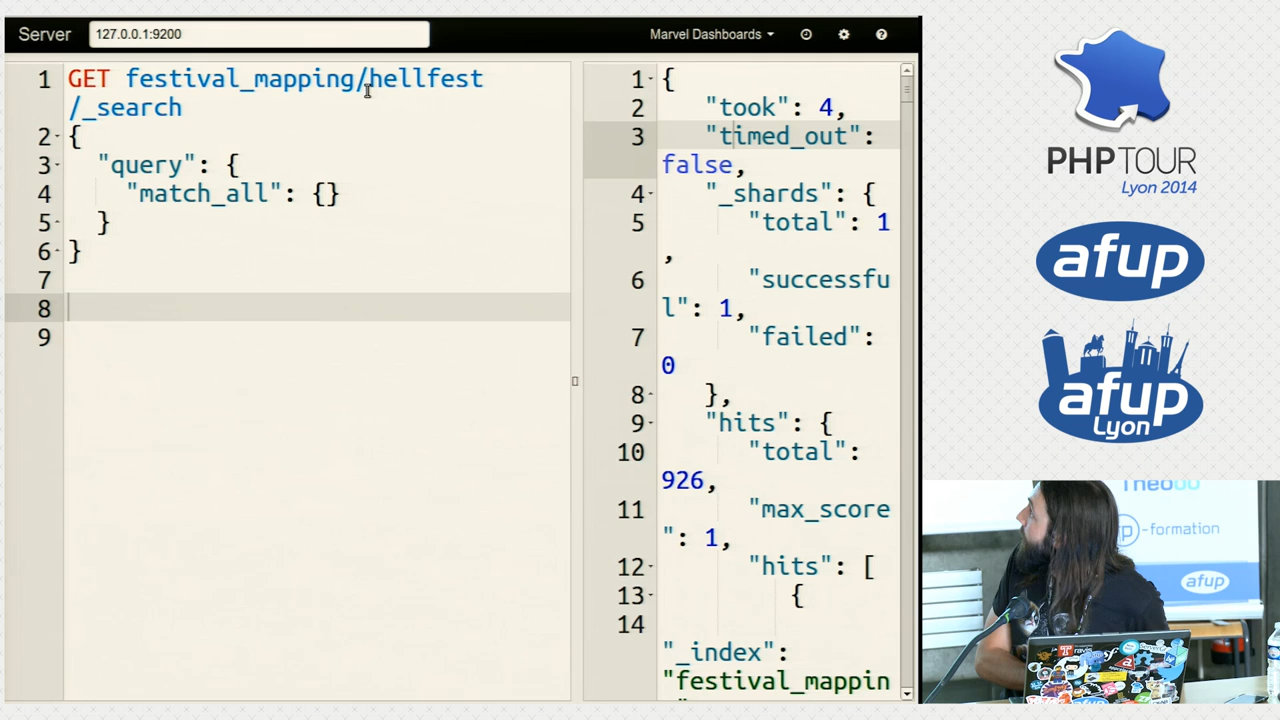 Server
127.0.0.1:9200
Marvel Dashboards
1 GET festival_mapping/hellfest
/_search
2 {
3 "query": {
4 "match_all": {}
5 }
6 }
7
8
9
1 {
2 "took": 4,
3 "timed_out":
false,
4 "_shards": {
5 "total": 1
,
6 "successfu
l": 1,
7 "failed":
0
8 },
9 "hits": {
10 "total":
926,
11 "max_score
": 1,
12 "hits": [
13 {
14
"_index":
"festival_mappin
PHP TOUR
Lyon 2014
afup
afup
Lyon
Theodo
-formation
afup